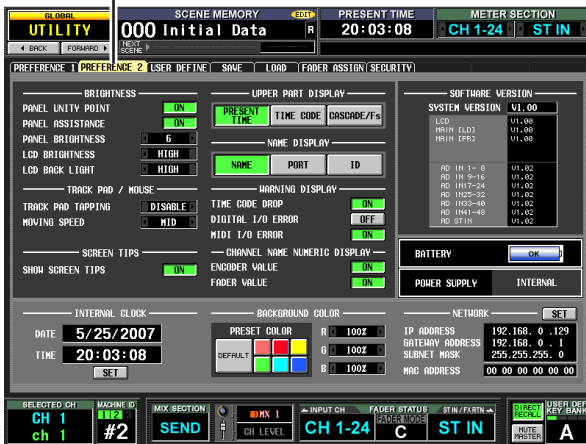 GLOBAL
UTILITY
BACK FORWARD
SCENE MEMORY EDIT
000 Initial Data R
NEXT SCENE
PRESENT TIME
20:03:08
METER SECTION
CH 1-24 ST IN
PREFERENCE 1 PREFERENCE 2 USER DEFINE SAVE LOAD FADER ASSIGN SECURITY
BRIGHTNESS
PANEL UNITY POINT ON
PANEL ASSISTANCE ON
PANEL BRIGHTNESS 6
LCD BRIGHTNESS HIGH
LCD BACK LIGHT HIGH
TRACK PAD / MOUSE
TRACK PAD TAPPING DISABLE
MOVING SPEED MID
SCREEN TIPS
SHOW SCREEN TIPS ON
UPPER PART DISPLAY
PRESENT TIME TIME CODE CASCADE/Fs
NAME DISPLAY
NAME PORT ID
WARNING DISPLAY
TIME CODE DROP ON
DIGITAL I/O ERROR OFF
MIDI I/O ERROR ON
CHANNEL NAME NUMERIC DISPLAY
ENCODER VALUE ON
FADER VALUE ON
SOFTWARE VERSION
SYSTEM VERSION V1.00
LCD V1.00
MAIN [LD] V1.00
MAIN [PR] V1.00
AD IN 1- 8 V1.02
AD IN 9-16 V1.02
AD IN17-24 V1.02
AD IN25-32 V1.02
AD IN33-40 V1.02
AD IN41-48 V1.02
AD STIN V1.02
BATTERY OK
POWER SUPPLY INTERNAL
INTERNAL CLOCK
DATE 5/25/2007
TIME 20:03:08
SET
BACKGROUND COLOR
PRESET COLOR
DEFAULT
R 100%
G 100%
B 100%
NETWORK SET
IP ADDRESS 192.168. 0 .129
GATEWAY ADDRESS 192.168. 0 . 1
SUBNET MASK 255.255.255. 0
MAC ADDRESS 00 00 00 00 00 00
SELECTED CH
CH 1
ch 1
MACHINE ID
1 2 3
#2
MIX SECTION
SEND
MX 1
CH LEVEL
INPUT CH FADER STATUS STIN/FXRTN
CH 1-24
FADER MODE
C
ST IN
DIRECT RECALL
MUTE MASTER
USER DEF
KEY BANK
A